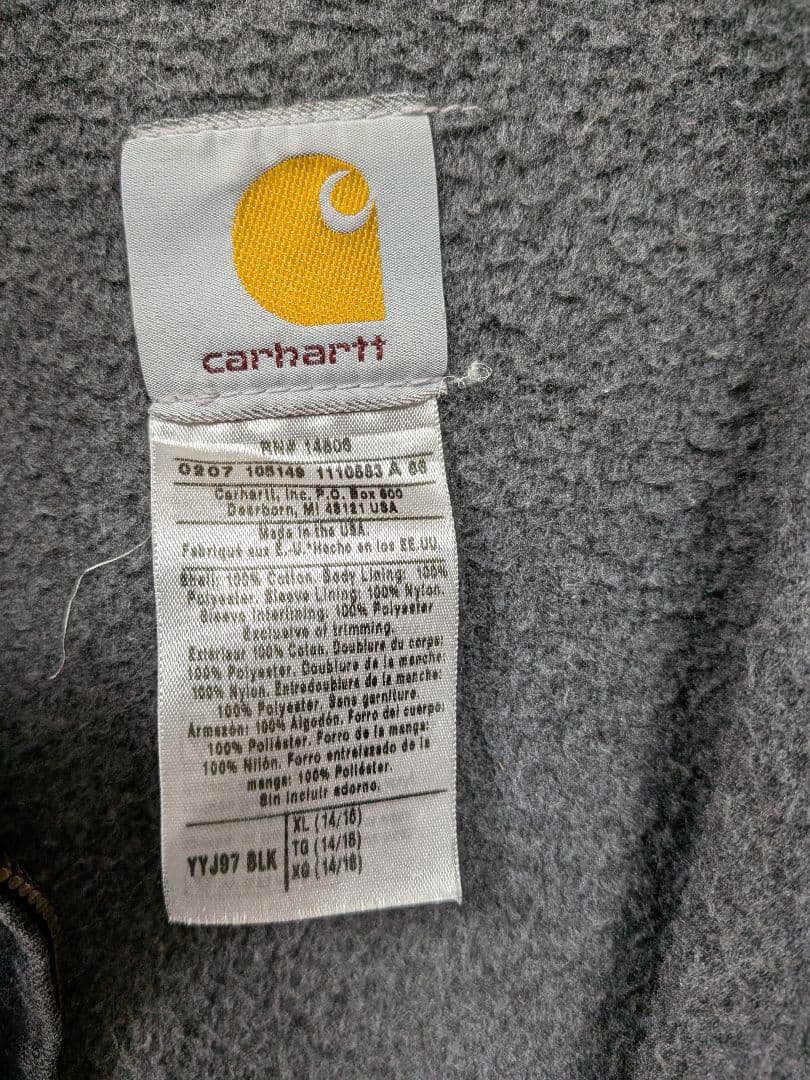 carhartt
RN# 14806
0207 105149 1110553 A 66
Carhartt, Inc. P.O. Box 600
Dearborn, MI 48121 USA
Made in the USA
Fabriqué aux É.-U.*Hecho en los EE.UU.
Shell: 100% Cotton. Body Lining: 100%
Polyester. Sleeve Lining: 100% Nylon.
Sleeve Interlining: 100% Polyester
Exclusive of trimming.
Extérieur 100% Coton. Doublure du corps:
100% Polyester. Doublure de la manche:
100% Nylon. Entredoublure de la manche:
100% Polyester. Sans garniture.
Armazón: 100% Algodón. Forro del cuerpo:
100% Poliéster. Forro de la manga:
100% Nilón. Forro entrelazado de la
manga: 100% Poliéster.
Sin incluir adorno.
XL (14/16)
YYJ97 BLK TG (14/16)
XG (14/16)